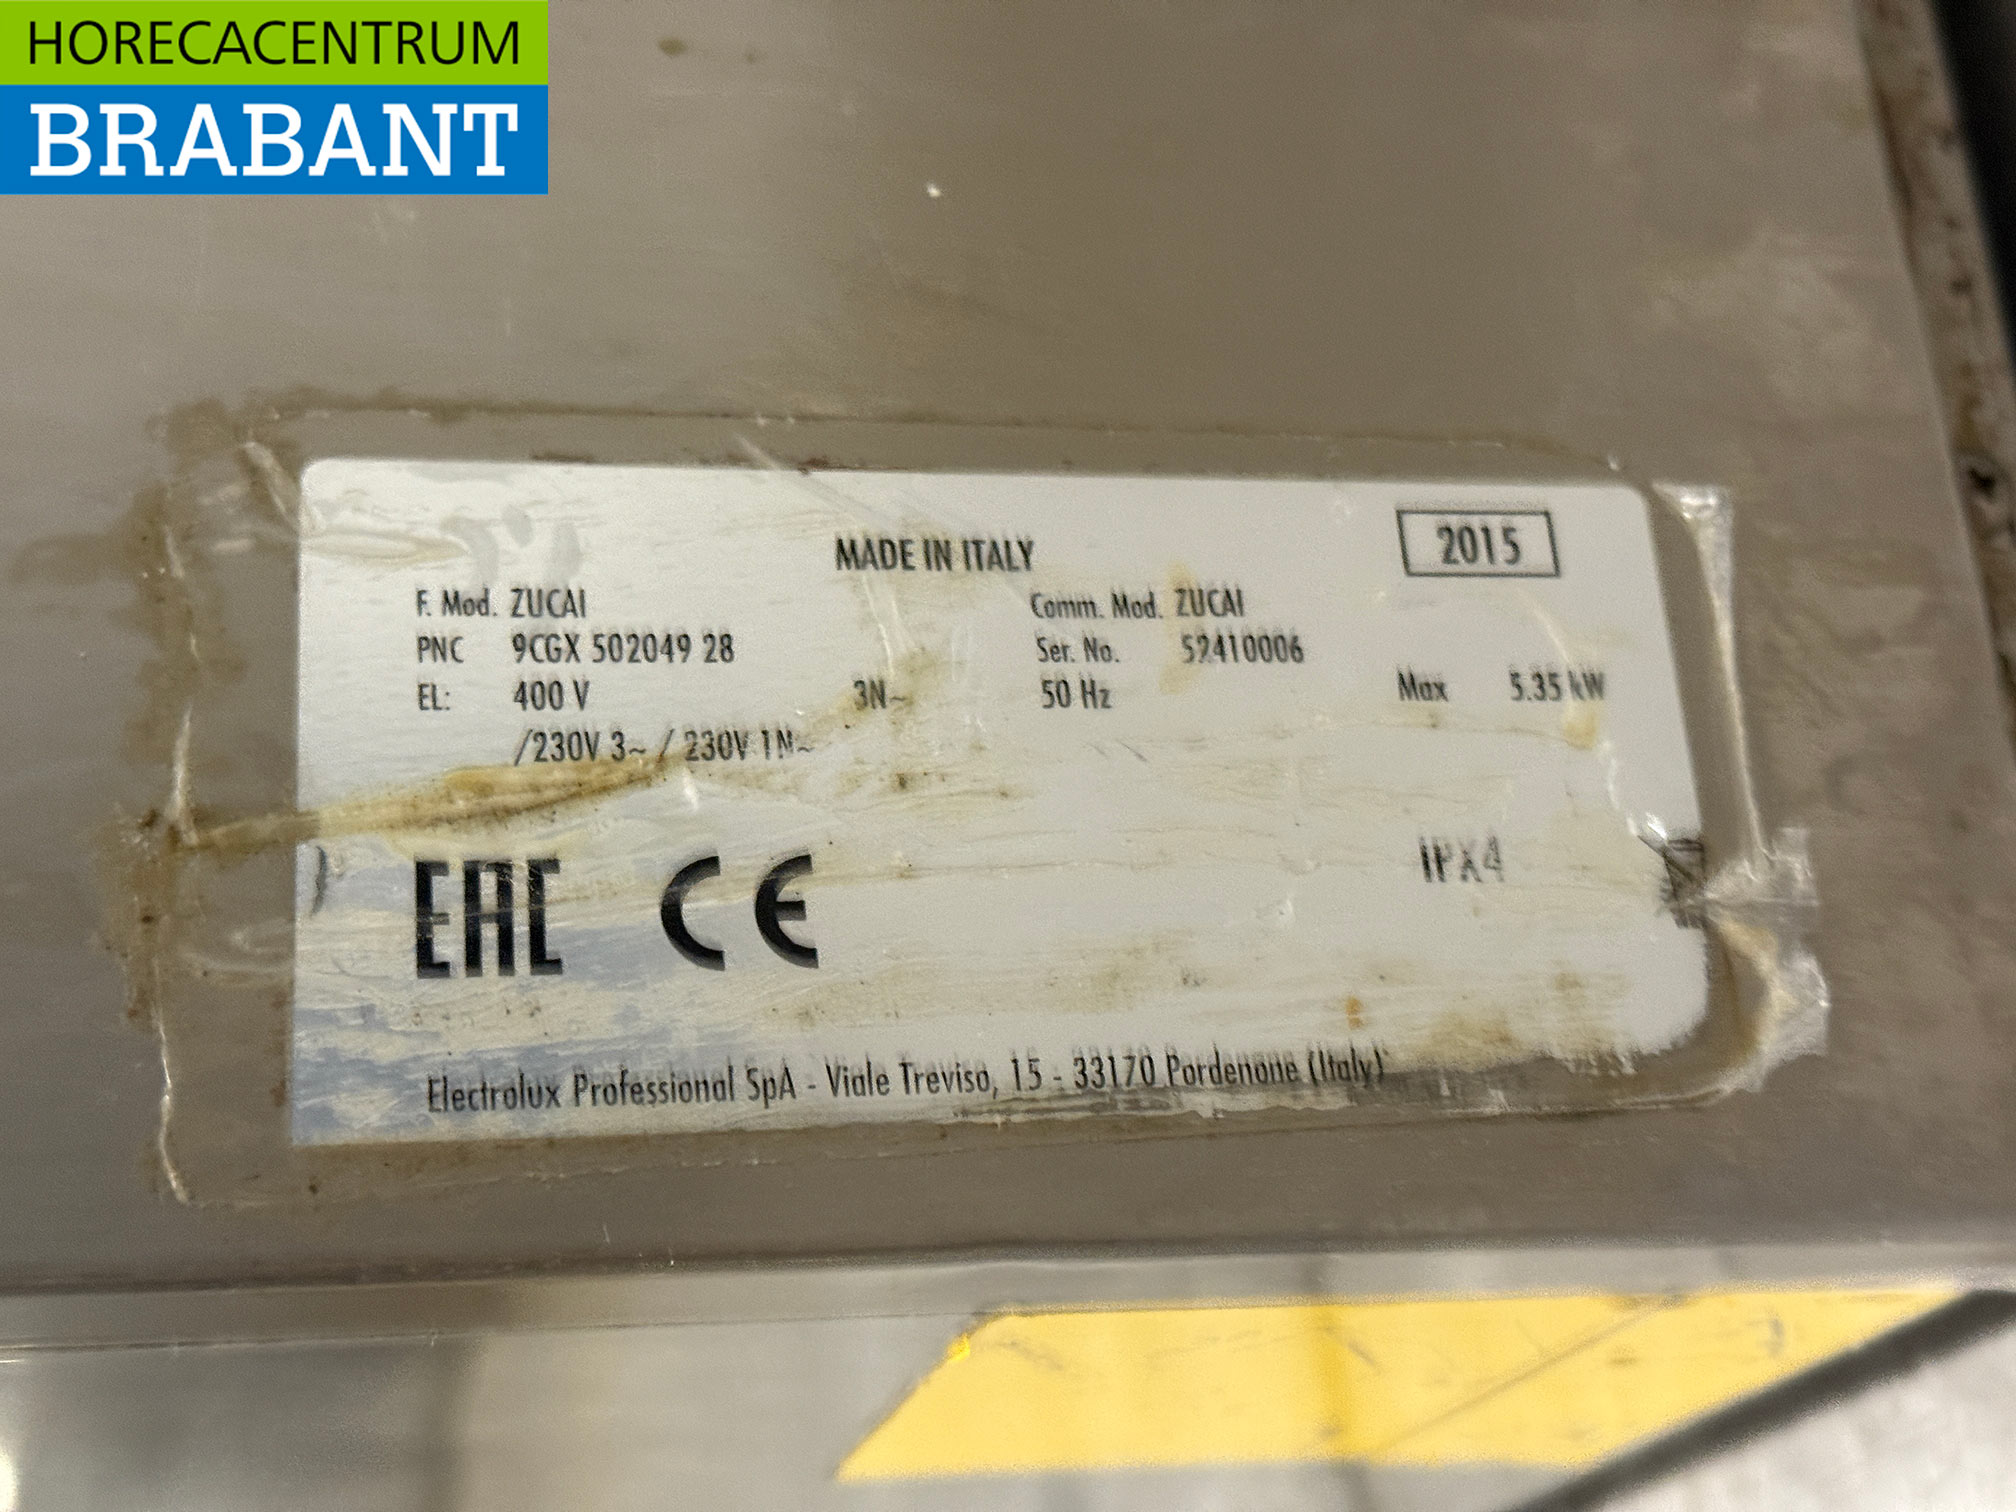 HORECACENTRUM
BRABANT
MADE IN ITALY
2015
F. Mod. ZUCAI Comm. Mod. ZUCAI
PNC 9CGX 502049 28 Ser. No. 52410006
EL: 400 V 3N~ 50 Hz Max 5.35 kW
/230V 3~ / 230V 1N~
EAC CE IPX4
Electrolux Professional SpA - Viale Treviso, 15 - 33170 Pordenone (Italy)